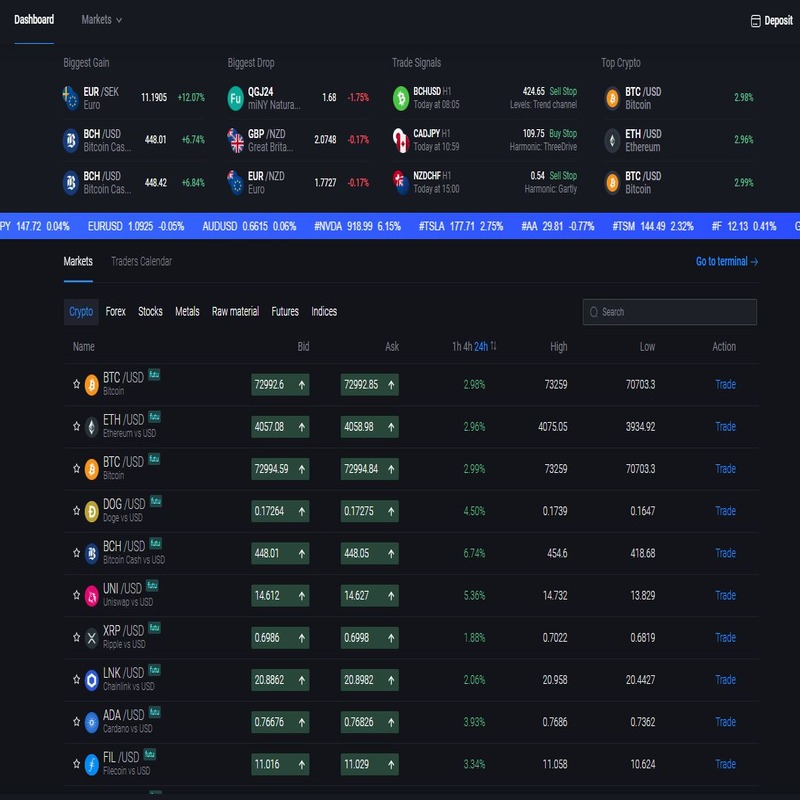 Dashboard Markets Deposit
Biggest Gain Biggest Drop Trade Signals Top Crypto
EUR /SEK 11.1905 +12.07% QGJ24 1.68 -1.75% BCHUSD H1 424.65 Sell Stop BTC /USD 2.98%
Euro miNY Natura... Today at 08:05 Levels: Trend channel Bitcoin
BCH /USD 448.01 +6.74% GBP /NZD 2.0748 -0.17% CADJPY H1 109.75 Buy Stop ETH /USD 2.96%
Bitcoin Cas... Great Brita... Today at 10:59 Harmonic: ThreeDrive Ethereum
BCH /USD 448.42 +6.84% EUR /NZD 1.7727 -0.17% NZDCHF H1 0.54 Sell Stop BTC /USD 2.99%
Bitcoin Cas... Euro Today at 15:00 Harmonic: Gartly Bitcoin
PY 147.72 0.04% EURUSD 1.0925 -0.05% AUDUSD 0.6615 0.06% #NVDA 918.99 6.15% #TSLA 177.71 2.75% #AA 29.81 -0.77% #TSM 144.49 2.32% #F 12.13 0.41% G
Markets Traders Calendar Go to terminal →
Crypto Forex Stocks Metals Raw material Futures Indices Search
Name Bid Ask 1h 4h 24h High Low Action
BTC /USD futu 72992.6 72992.85 2.98% 73259 70703.3 Trade
Bitcoin
ETH /USD futu 4057.08 4058.98 2.96% 4075.05 3934.92 Trade
Ethereum vs USD
BTC /USD futu 72994.59 72994.84 2.99% 73259 70703.3 Trade
Bitcoin
DOG /USD futu 0.17264 0.17275 4.50% 0.1739 0.1647 Trade
Doge vs USD
BCH /USD futu 448.01 448.05 6.74% 454.6 418.68 Trade
Bitcoin Cash vs USD
UNI /USD futu 14.612 14.627 5.36% 14.732 13.829 Trade
Uniswap vs USD
XRP /USD futu 0.6986 0.6998 1.88% 0.7022 0.6819 Trade
Ripple vs USD
LNK /USD futu 20.8862 20.8982 2.06% 20.958 20.4427 Trade
Chainlink vs USD
ADA /USD futu 0.76676 0.76826 3.93% 0.7686 0.7362 Trade
Cardano vs USD
FIL /USD futu 11.016 11.029 3.34% 11.058 10.624 Trade
Filecoin vs USD